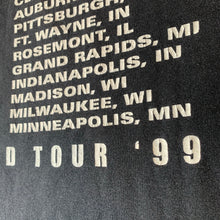 AUBURN
PITTSBURGH,
FT. WAYNE, IN
ROSEMONT, IL
GRAND RAPIDS, MI
INDIANAPOLIS, IN
MADISON, WI
MILWAUKEE, WI
MINNEAPOLIS, MN
D TOUR '99